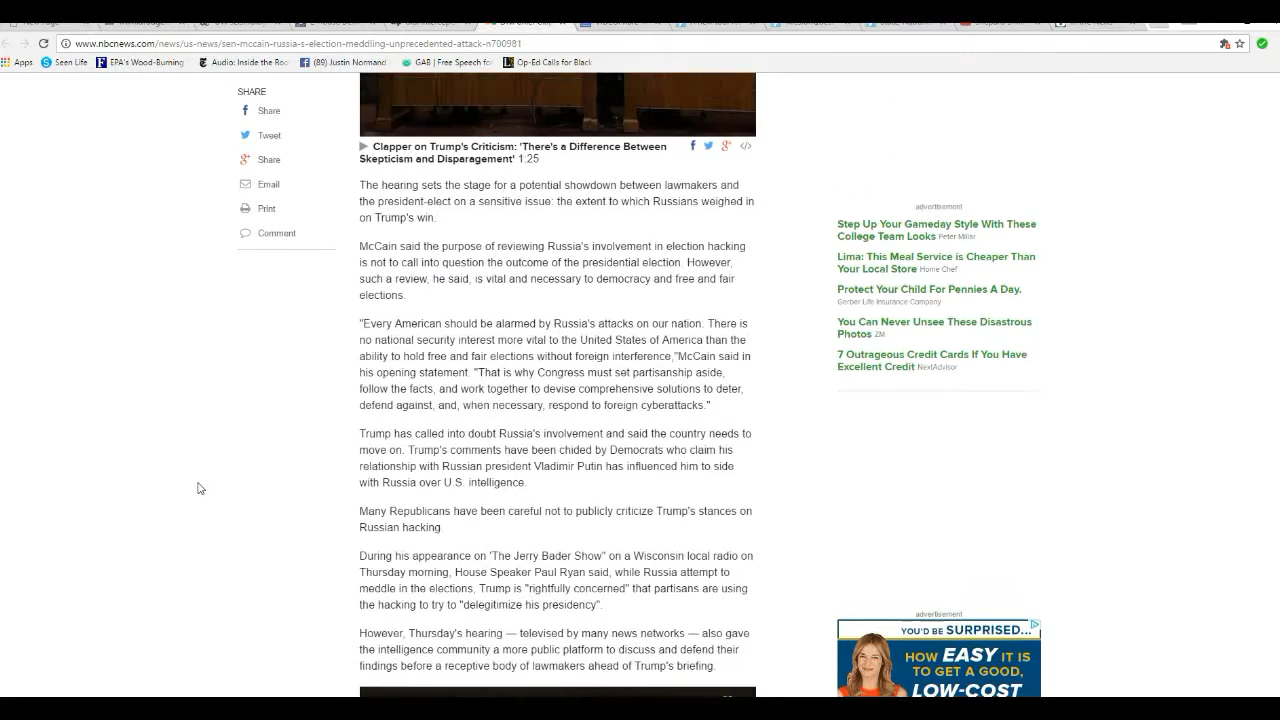 www.nbcnews.com/news/us-news/sen-mccain-russia-s-election-meddling-unprecedented-attack-n700981
Apps Seen Life EPA's Wood-Burning Audio: Inside the Roo (89) Justin Normand GAB | Free Speech fo Op-Ed Calls for Black
SHARE
Share
Tweet
Share
Email
Print
Comment
Clapper on Trump's Criticism: 'There's a Difference Between
Skepticism and Disparagement' 1:25
The hearing sets the stage for a potential showdown between lawmakers and
the president-elect on a sensitive issue: the extent to which Russians weighed in
on Trump's win.
McCain said the purpose of reviewing Russia's involvement in election hacking
is not to call into question the outcome of the presidential election. However,
such a review, he said, is vital and necessary to democracy and free and fair
elections.
"Every American should be alarmed by Russia's attacks on our nation. There is
no national security interest more vital to the United States of America than the
ability to hold free and fair elections without foreign interference,"McCain said in
his opening statement. "That is why Congress must set partisanship aside,
follow the facts, and work together to devise comprehensive solutions to deter,
defend against, and, when necessary, respond to foreign cyberattacks."
Trump has called into doubt Russia's involvement and said the country needs to
move on. Trump's comments have been chided by Democrats who claim his
relationship with Russian president Vladimir Putin has influenced him to side
with Russia over U.S. intelligence.
Many Republicans have been careful not to publicly criticize Trump's stances on
Russian hacking.
During his appearance on 'The Jerry Bader Show" on a Wisconsin local radio on
Thursday morning, House Speaker Paul Ryan said, while Russia attempt to
meddle in the elections, Trump is "rightfully concerned" that partisans are using
the hacking to try to "delegitimize his presidency".
However, Thursday's hearing — televised by many news networks — also gave
the intelligence community a more public platform to discuss and defend their
findings before a receptive body of lawmakers ahead of Trump's briefing.
advertisement
Step Up Your Gameday Style With These
College Team Looks Peter Millar
Lima: This Meal Service is Cheaper Than
Your Local Store Home Chef
Protect Your Child For Pennies A Day.
Gerber Life Insurance Company
You Can Never Unsee These Disastrous
Photos ZM
7 Outrageous Credit Cards If You Have
Excellent Credit NextAdvisor
advertisement
YOU'D BE SURPRISED...
HOW EASY IT IS
TO GET A GOOD,
LOW-COST